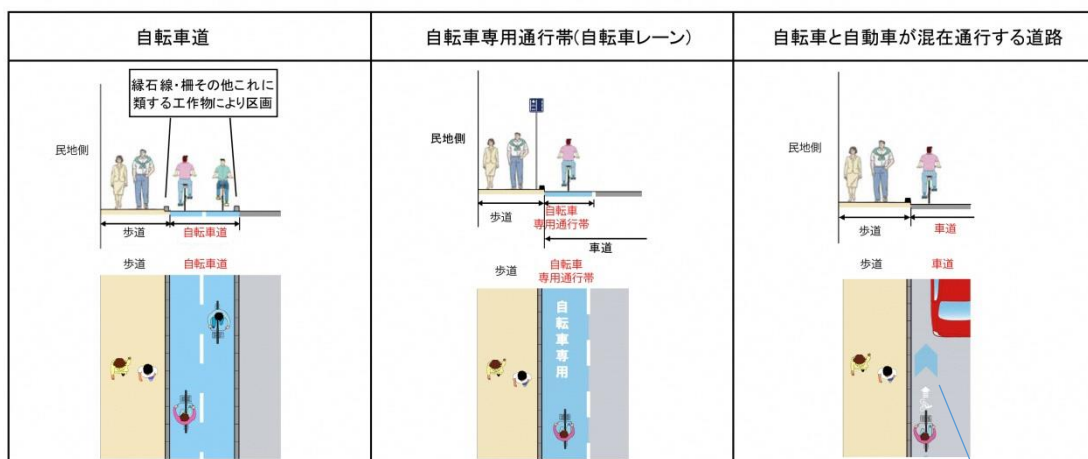 自転車道
縁石線・柵その他これに
類する工作物により区画
民地側
歩道
自転車道
歩道
自転車道
自転車専用通行帯(自転車レーン)
民地側
歩道
自転車
専用通行帯
車道
歩道
自転車
専用通行帯
自転車専用
自転車と自動車が混在通行する道路
民地側
歩道
車道
歩道
車道